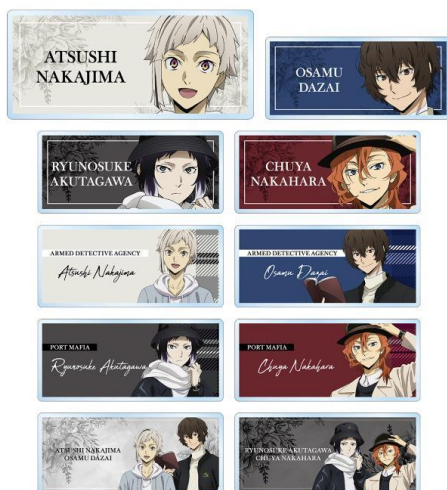 ATSUSHI
NAKAJIMA
OSAMU
DAZAI
RYUNOSUKE
AKUTAGAWA
CHUYA
NAKAHARA
ARMED DETECTIVE AGENCY
Atsushi Nakajima
ARMED DETECTIVE AGENCY
Osamu Dazai
PORT MAFIA
Ryunosuke Akutagawa
PORT MAFIA
Chuya Nakahara
ATSUSHI NAKAJIMA
OSAMU DAZAI
RYUNOSUKE AKUTAGAWA
CHUYA NAKAHARA